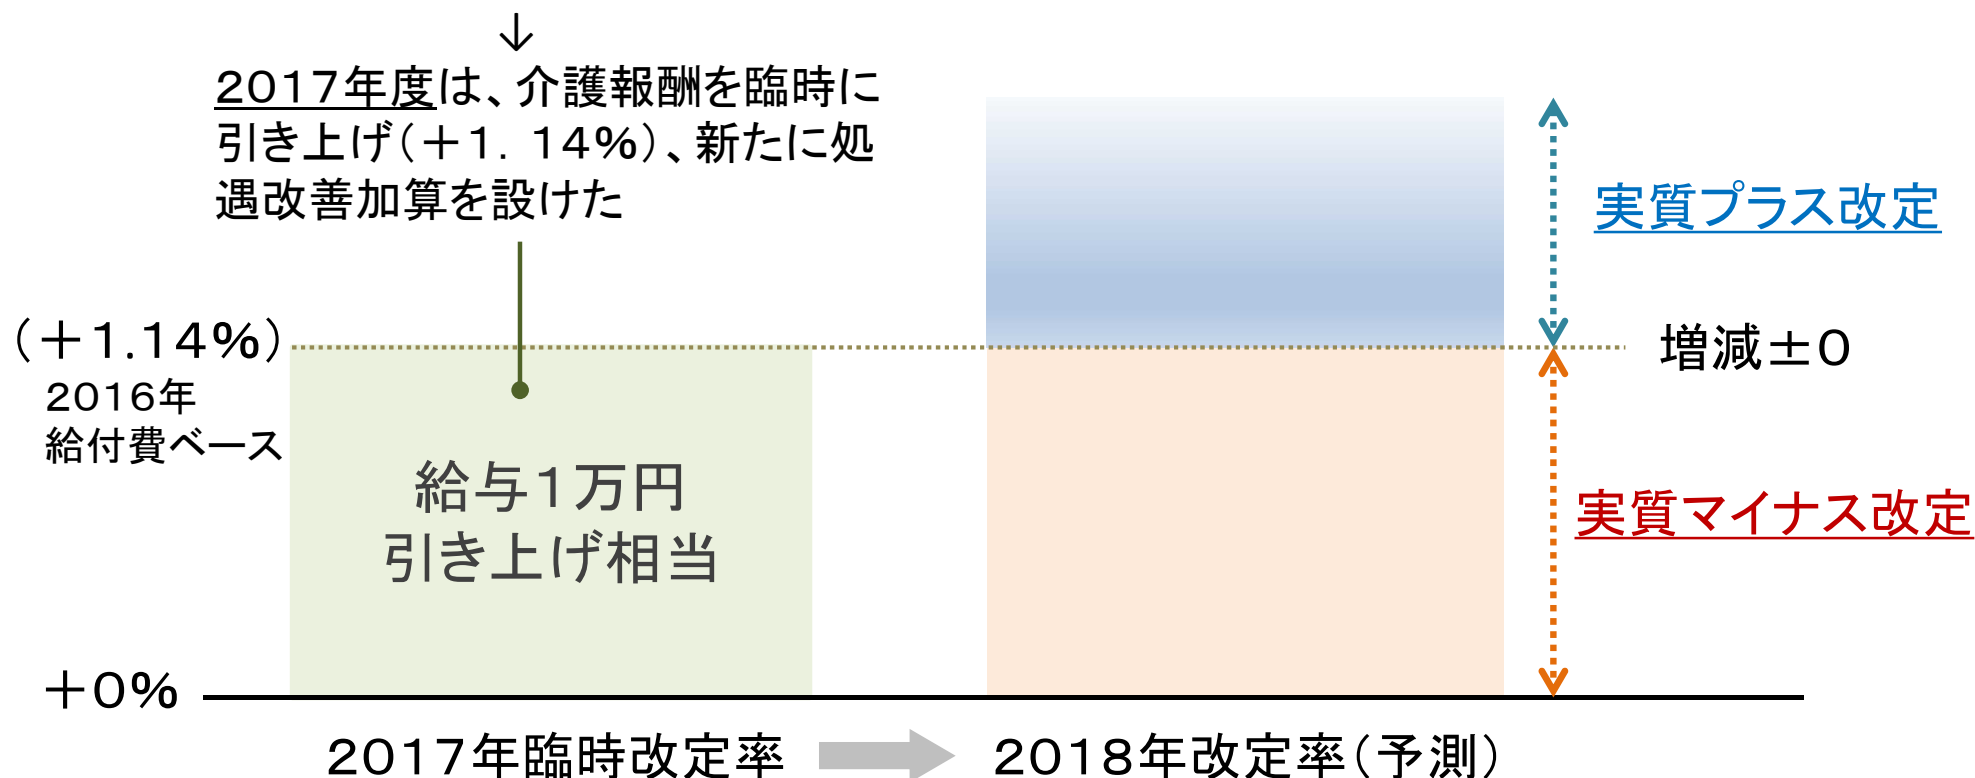 ↓
２０１７年度は、介護報酬を臨時に
引き上げ（＋１．１４％）、新たに処
遇改善加算を設けた
実質プラス改定
（＋１.１４％）
増減±０
２０１６年
給付費ベース
給与１万円
引き上げ相当
実質マイナス改定
＋０％
２０１７年臨時改定率
２０１８年改定率（予測）